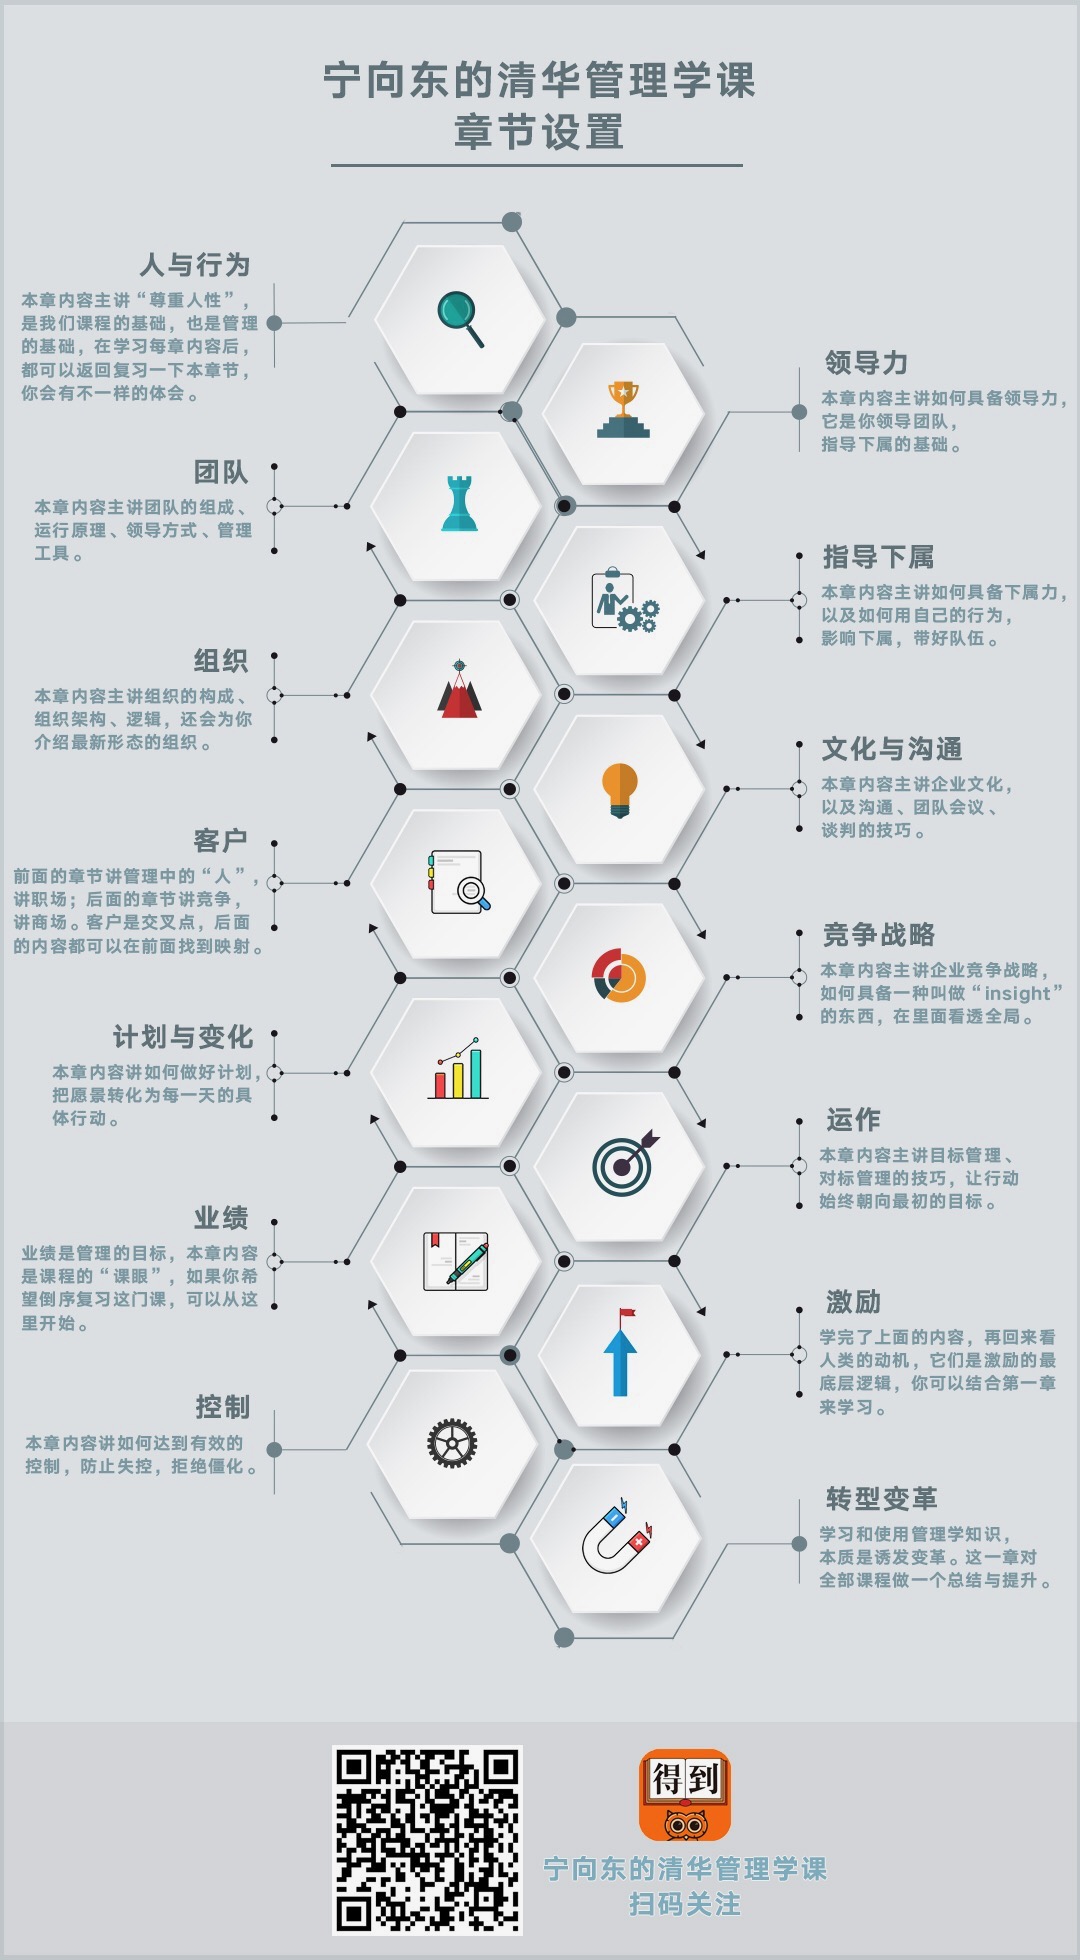 宁向东的清华管理学课
章节设置
人与行为
本章内容主讲“尊重人性”，
是我们课程的基础，也是管理
的基础，在学习每章内容后，
都可以返回复习一下本章节，
你会有不一样的体会。
领导力
本章内容主讲如何具备领导力，
它是你领导团队，
指导下属的基础。
团队
本章内容主讲团队的组成、
运行原理、领导方式、管理
工具。
指导下属
本章内容主讲如何具备下属力，
以及如何用自己的行为，
影响下属，带好队伍。
组织
本章内容主讲组织的构成、
组织架构、逻辑，还会为你
介绍最新形态的组织。
文化与沟通
本章内容主讲企业文化，
以及沟通、团队会议、
谈判的技巧。
客户
前面的章节讲管理中的“人”，
讲职场；后面的章节讲竞争，
讲商场。客户是交叉点，后面
的内容都可以在前面找到映射。
竞争战略
本章内容主讲企业竞争战略，
如何具备一种叫做“insight”
的东西，在里面看透全局。
计划与变化
本章内容讲如何做好计划，
把愿景转化为每一天的具
体行动。
运作
本章内容主讲目标管理、
对标管理的技巧，让行动
始终朝向最初的目标。
业绩
业绩是管理的目标，本章内容
是课程的“课眼”，如果你希
望倒序复习这门课，可以从这
里开始。
激励
学完了上面的内容，再回来看
人类的动机，它们是激励的最
底层逻辑，你可以结合第一章
来学习。
控制
本章内容讲如何达到有效的
控制，防止失控，拒绝僵化。
转型变革
学习和使用管理学知识，
本质是诱发变革。这一章对
全部课程做一个总结与提升。
得到
宁向东的清华管理学课
扫码关注